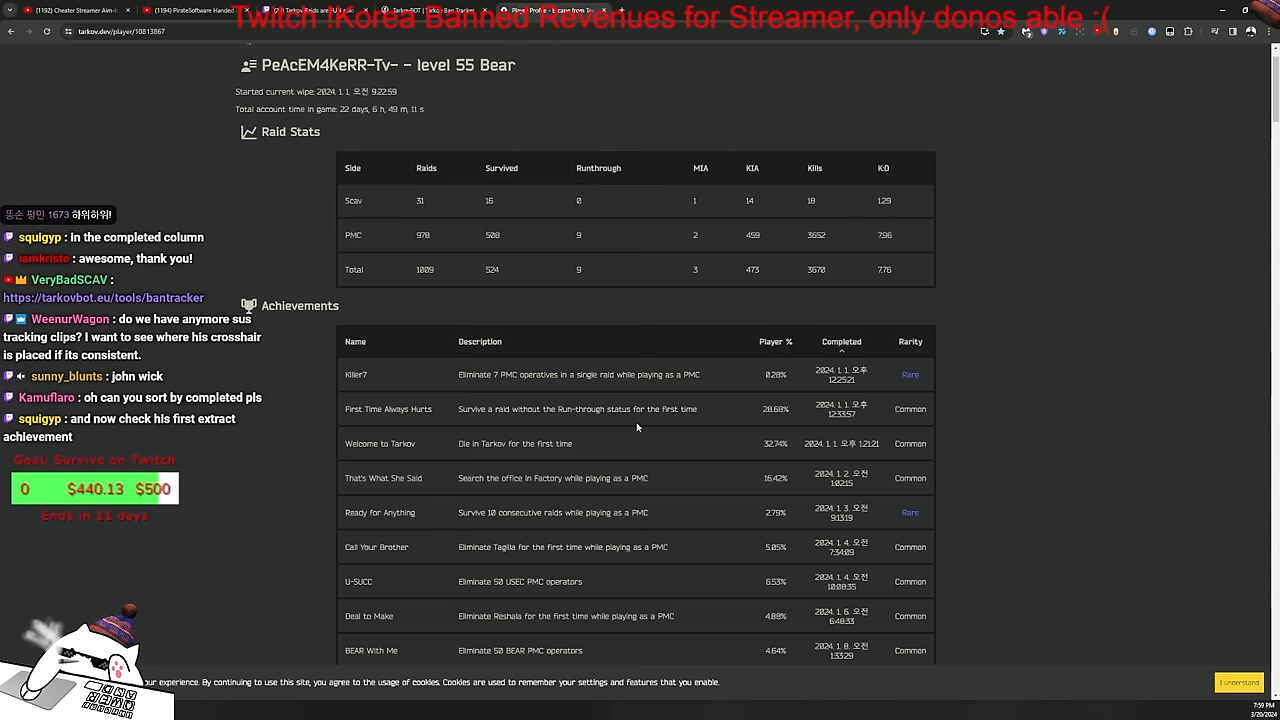 (1192) Cheater Streamer Aim-b
(1194) PirateSoftware Handed
Twitch !Korea Banned Revenues for Streamer, only donos able :(
tarkov.dev/player/10813867
PeAcEM4KeRR-Tv- - level 55 Bear
Started current wipe: 2024. 1. 1. 오전 9:22:59
Total account time in game: 22 days, 6 h, 49 m, 11 s
Raid Stats
Side Raids Survived Runthrough MIA KIA Kills K:D
Scav 31 16 0 1 14 18 1.29
PMC 978 508 9 2 459 3652 7.96
Total 1009 524 9 3 473 3670 7.76
Achievements
Name Description Player % Completed Rarity
Killer7 Eliminate 7 PMC operatives in a single raid while playing as a PMC 0.28% 2024. 1. 1. 오후 12:25:21 Rare
First Time Always Hurts Survive a raid without the Run-through status for the first time 28.68% 2024. 1. 1. 오후 12:33:57 Common
Welcome to Tarkov Die in Tarkov for the first time 32.74% 2024. 1. 1. 오후 1:21:21 Common
That's What She Said Search the office in Factory while playing as a PMC 16.42% 2024. 1. 2. 오전 1:02:15 Common
Ready for Anything Survive 10 consecutive raids while playing as a PMC 2.79% 2024. 1. 3. 오전 9:13:19 Rare
Call Your Brother Eliminate Tagilla for the first time while playing as a PMC 5.05% 2024. 1. 4. 오전 7:34:09 Common
U-SUCC Eliminate 50 USEC PMC operators 6.53% 2024. 1. 4. 오전 10:08:35 Common
Deal to Make Eliminate Reshala for the first time while playing as a PMC 4.88% 2024. 1. 6. 오전 6:48:33 Common
BEAR With Me Eliminate 50 BEAR PMC operators 4.64% 2024. 1. 8. 오전 1:33:29 Common
똥손 평민 1673 하위하위!
squigyp : in the completed column
iamkristo : awesome, thank you!
VeryBadSCAV :
https://tarkovbot.eu/tools/bantracker
WeenurWagon : do we have anymore sus
tracking clips? I want to see where his crosshair
is placed if its consistent.
sunny_blunts : john wick
Kamuflaro : oh can you sort by completed pls
squigyp : and now check his first extract
achievement
Goal: Survive on Twitch
0 $440.13 $500
Ends in 11 days
our experience. By continuing to use this site, you agree to the usage of cookies. Cookies are used to remember your settings and features that you enable.
I understand
7:59 PM
3/20/2024